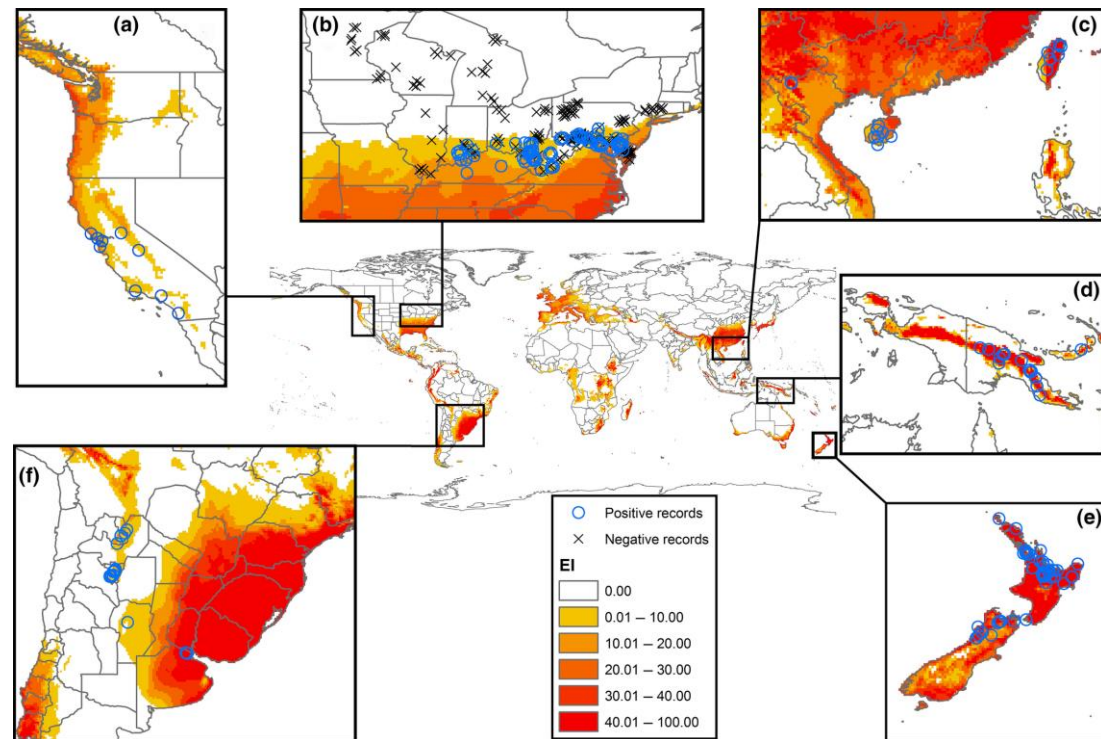 (a)
(b)
(c)
(d)
(e)
(f)
Positive records
Negative records
EI
0.00
0.01 – 10.00
10.01 – 20.00
20.01 – 30.00
30.01 – 40.00
40.01 – 100.00